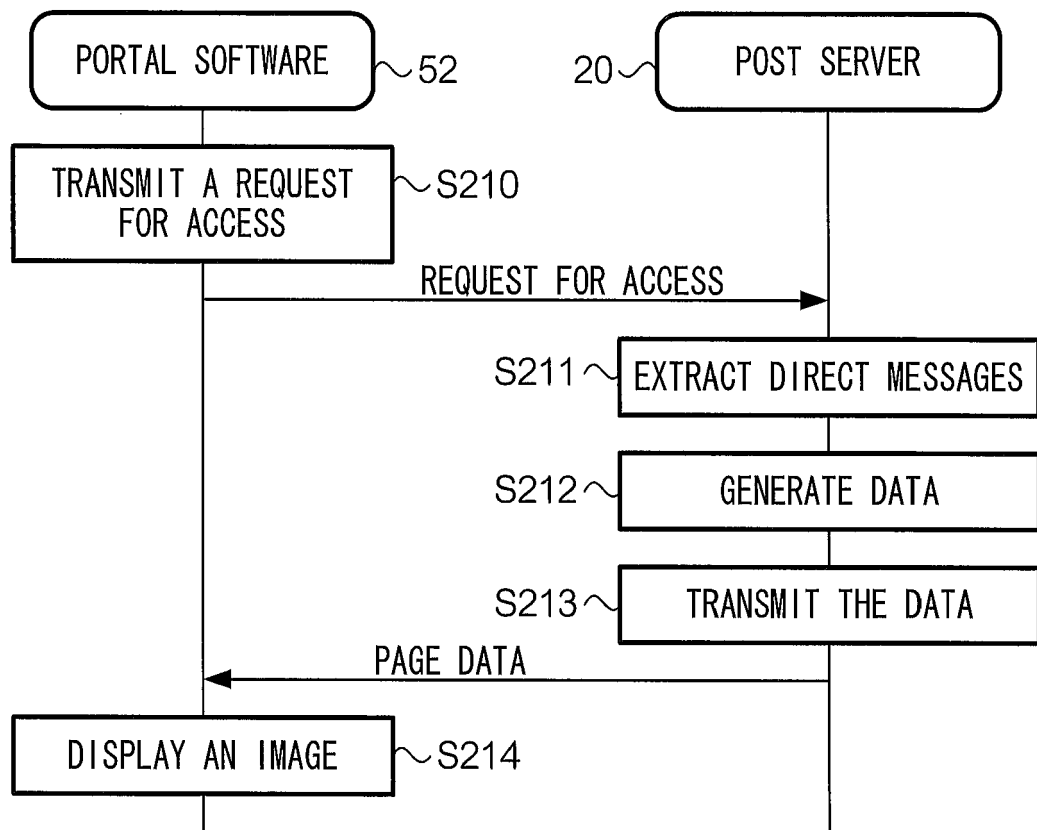 PORTAL SOFTWARE
52
20
POST SERVER
TRANSMIT A REQUEST
FOR ACCESS
S210
REQUEST FOR ACCESS
S211
EXTRACT DIRECT MESSAGES
S212
GENERATE DATA
S213
TRANSMIT THE DATA
PAGE DATA
DISPLAY AN IMAGE
S214